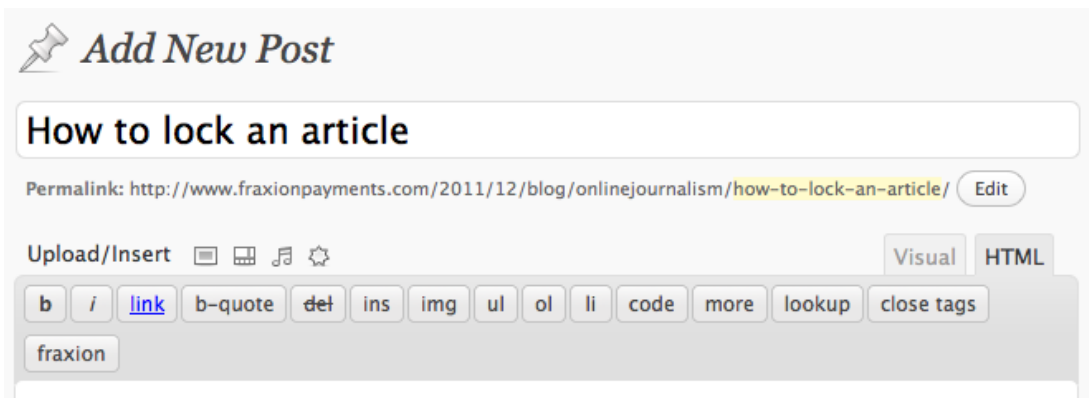 Add New Post
How to lock an article
Permalink: http://www.fraxionpayments.com/2011/12/blog/onlinejournalism/how-to-lock-an-article/ Edit
Upload/Insert Visual HTML
b i link b-quote del ins img ul ol li code more lookup close tags
fraxion